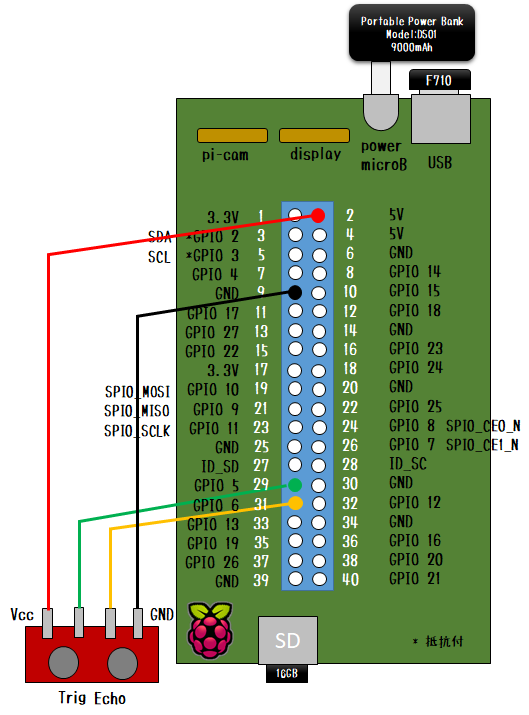 Portable Power Bank
Model:DS01
9000mAh
F710
pi-cam
display
power
microB
USB
3.3V 1 2 5V
SDA *GPIO 2 3 4 5V
SCL *GPIO 3 5 6 GND
GPIO 4 7 8 GPIO 14
GND 9 10 GPIO 15
GPIO 17 11 12 GPIO 18
GPIO 27 13 14 GND
GPIO 22 15 16 GPIO 23
3.3V 17 18 GPIO 24
SPIO_MOSI GPIO 10 19 20 GND
SPIO_MISO GPIO 9 21 22 GPIO 25
SPIO_SCLK GPIO 11 23 24 GPIO 8 SPIO_CE0_N
GND 25 26 GPIO 7 SPIO_CE1_N
ID_SD 27 28 ID_SC
GPIO 5 29 30 GND
GPIO 6 31 32 GPIO 12
GPIO 13 33 34 GND
GPIO 19 35 36 GPIO 16
GPIO 26 37 38 GPIO 20
GND 39 40 GPIO 21
Vcc GND
SD
* 抵抗付
16GB
Trig Echo